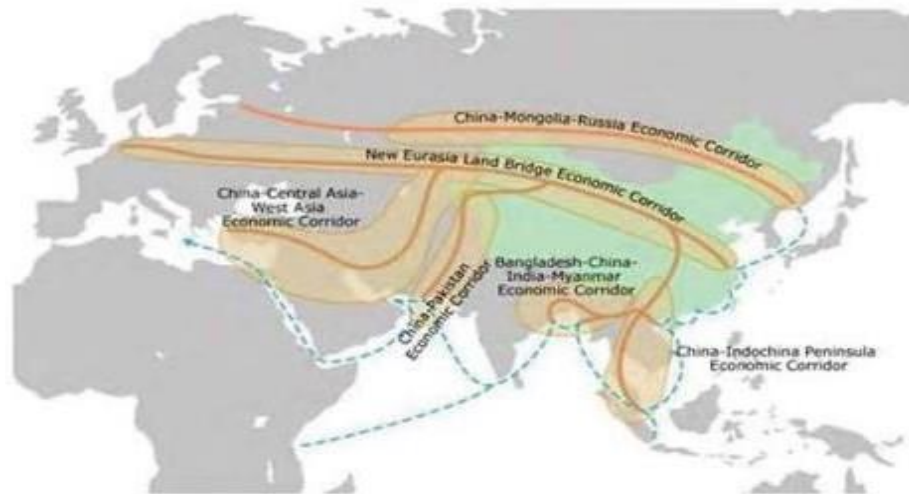 China-Mongolia-Russia Economic Corridor
New Eurasia Land Bridge Economic Corridor
China-Central Asia-
West Asia
Economic Corridor
China-Pakistan
Economic Corridor
Bangladesh-China-
India-Myanmar
Economic Corridor
China-Indochina Peninsula
Economic Corridor